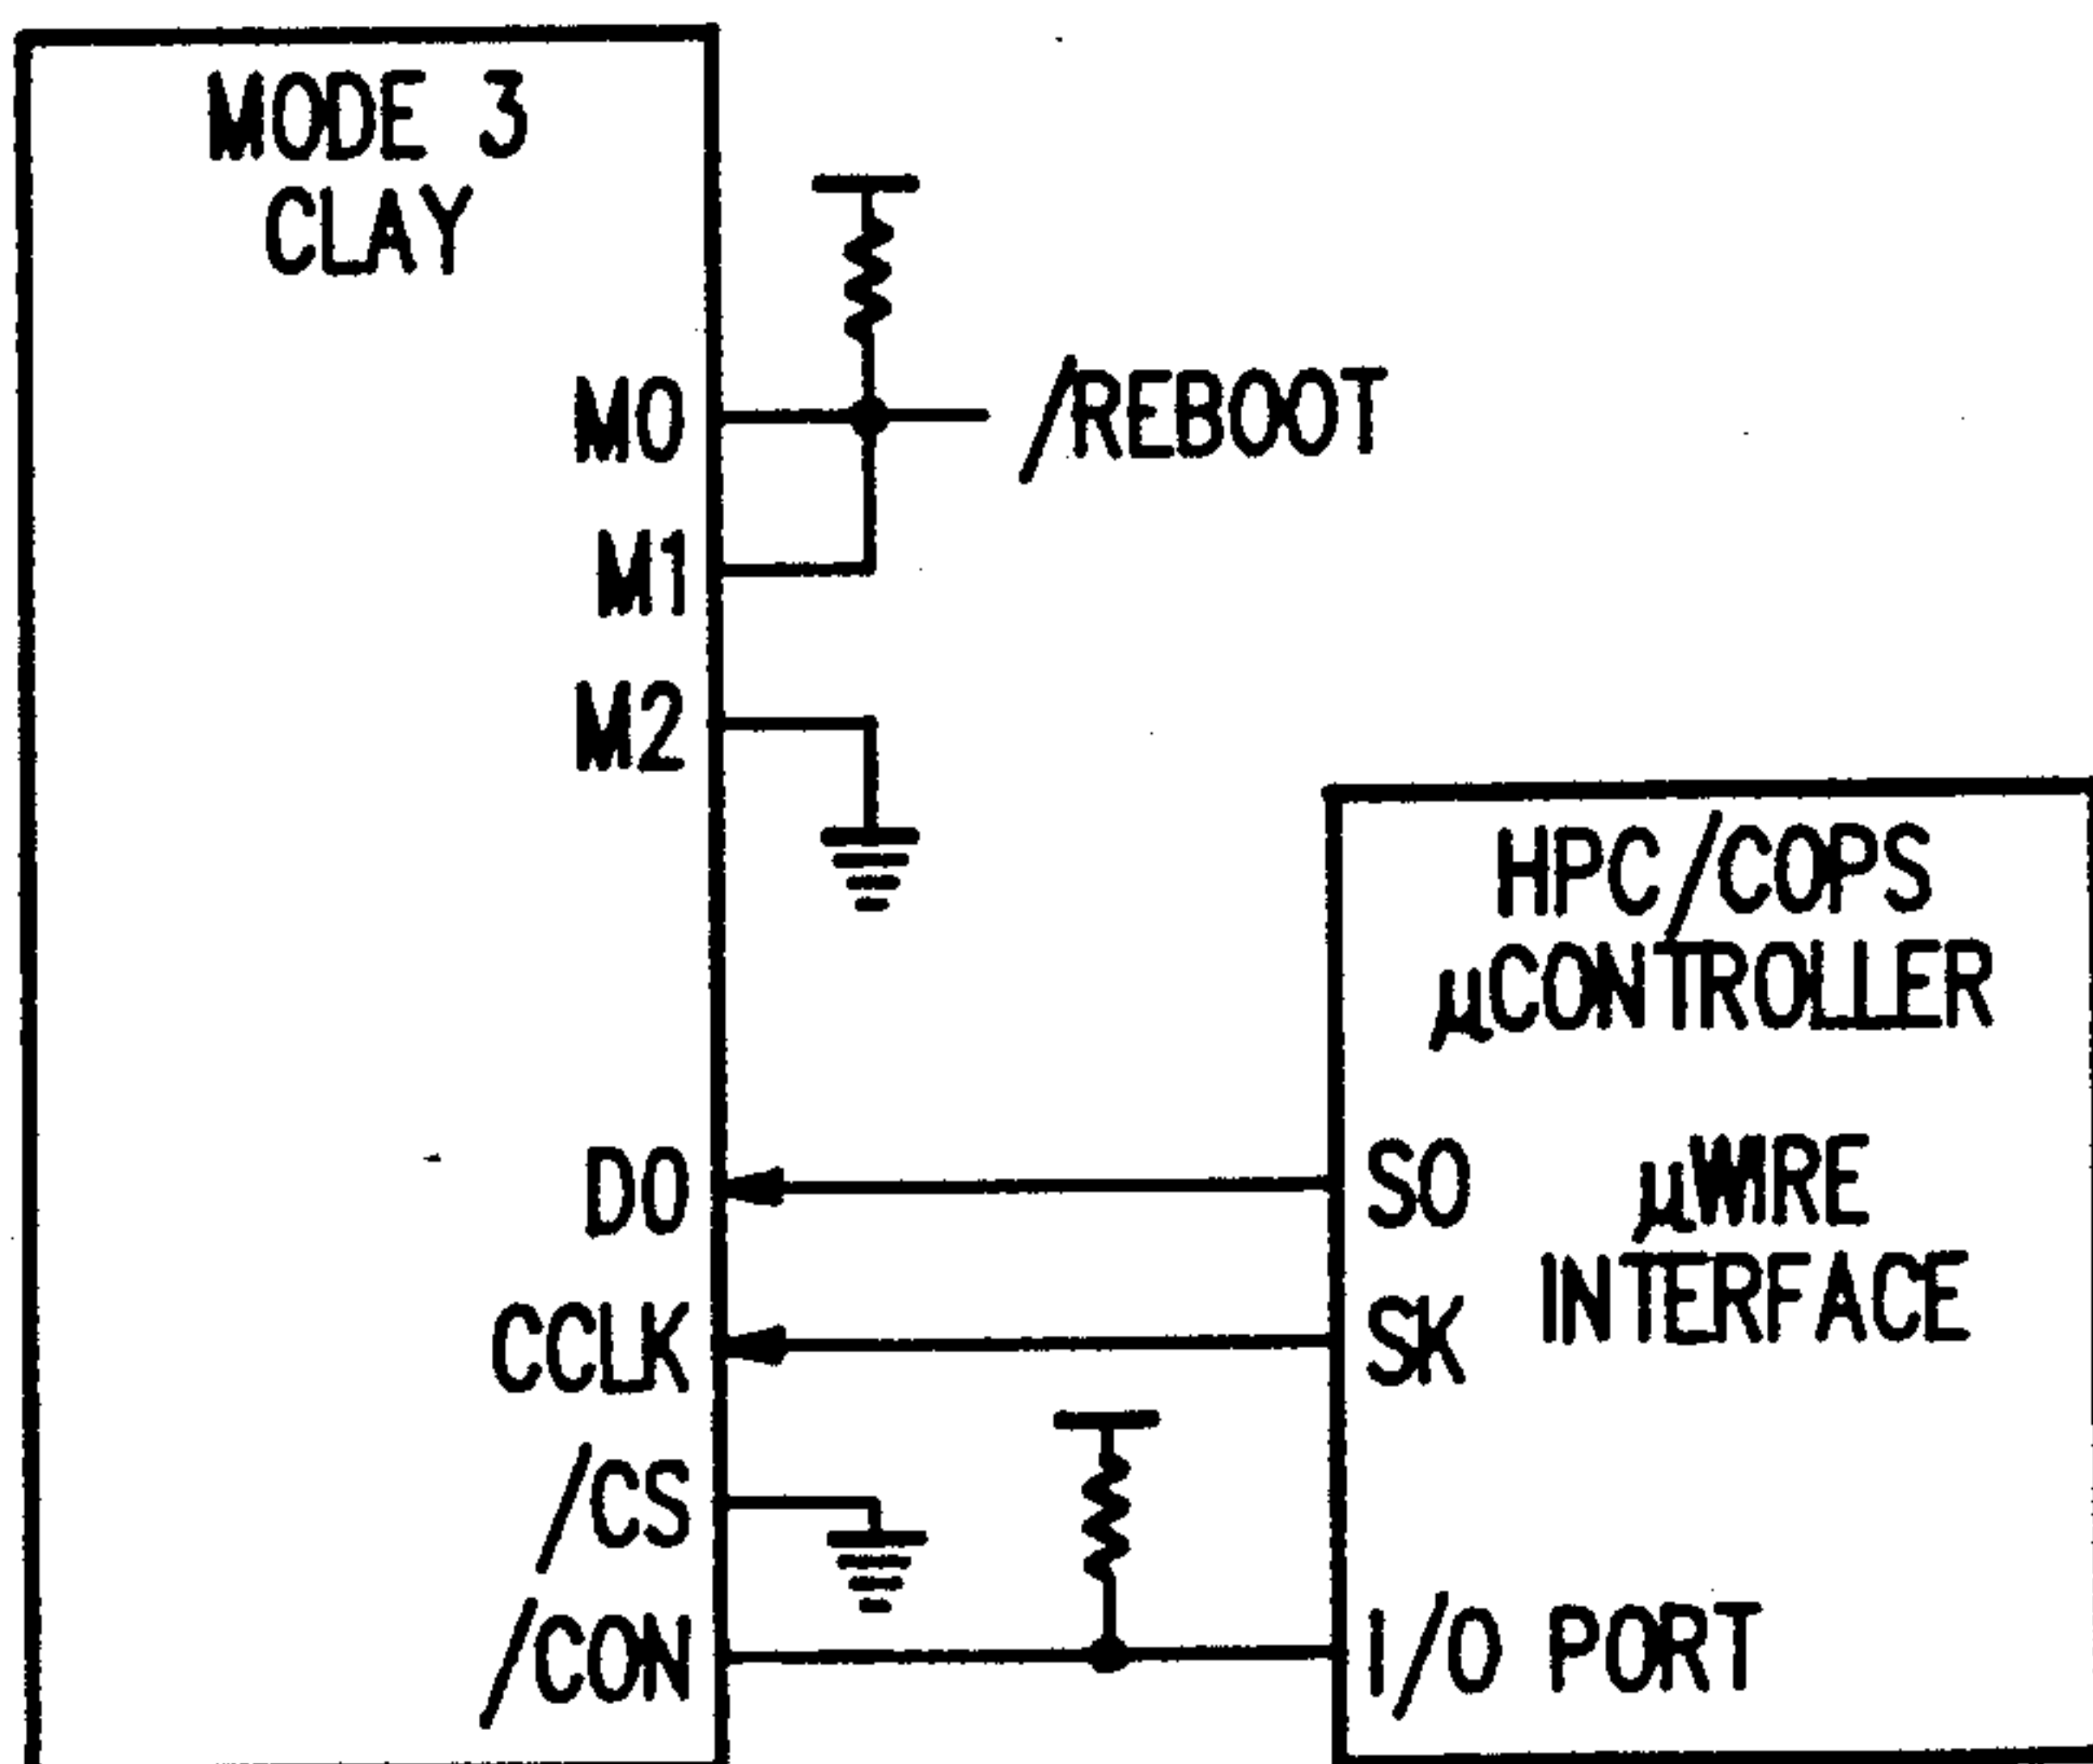 MODE 3
CLAY
M0
/REBOOT
M1
M2
HPC/COPS
µCONTROLLER
D0
SO
µWIRE
INTERFACE
CCLK
SK
/CS
/CON
I/O PORT